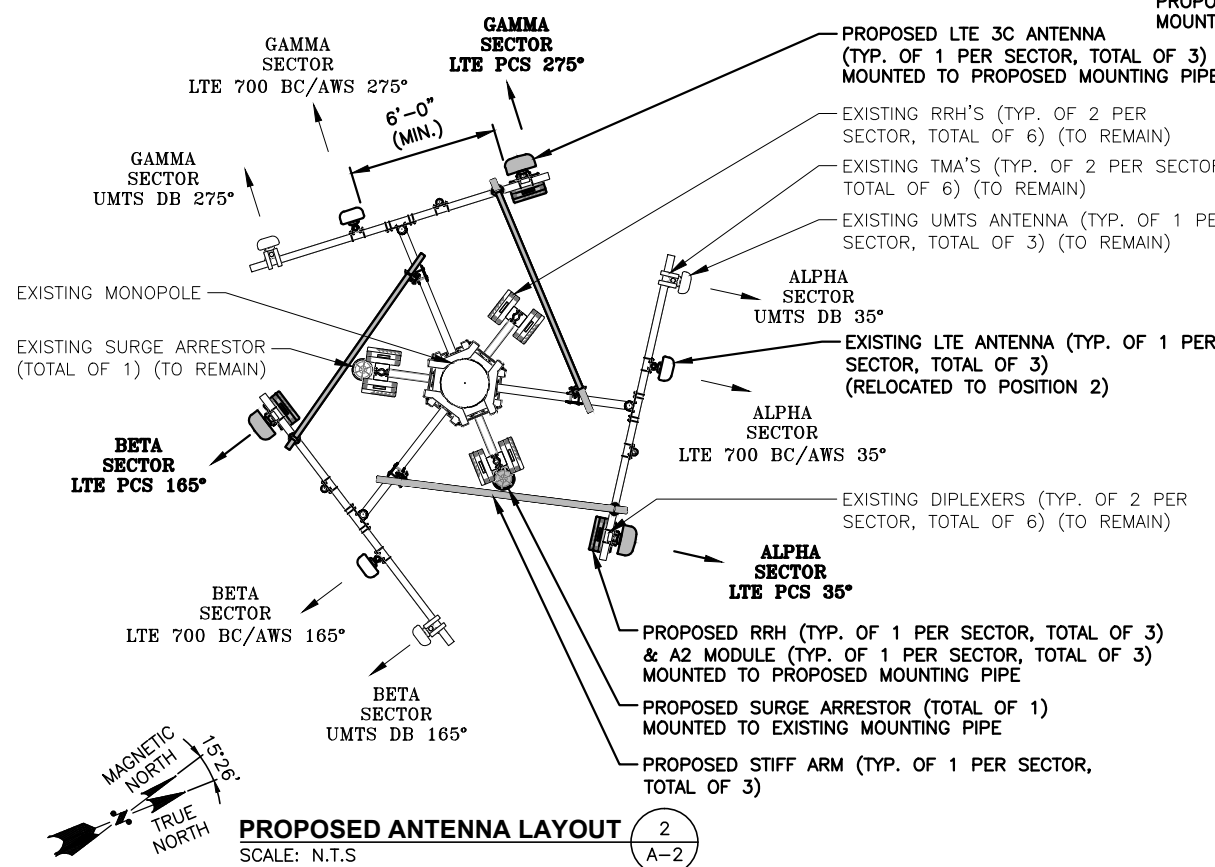 PROPO
MOUNT
GAMMA
SECTOR
LTE PCS 275°
GAMMA
SECTOR
LTE 700 BC/AWS 275°
GAMMA
SECTOR
UMTS DB 275°
6'-0"
(MIN.)
PROPOSED LTE 3C ANTENNA
(TYP. OF 1 PER SECTOR, TOTAL OF 3)
MOUNTED TO PROPOSED MOUNTING PIPE
EXISTING RRH'S (TYP. OF 2 PER
SECTOR, TOTAL OF 6) (TO REMAIN)
EXISTING TMA'S (TYP. OF 2 PER SECTOR
TOTAL OF 6) (TO REMAIN)
EXISTING UMTS ANTENNA (TYP. OF 1 PE
SECTOR, TOTAL OF 3) (TO REMAIN)
EXISTING MONOPOLE
EXISTING SURGE ARRESTOR
(TOTAL OF 1) (TO REMAIN)
ALPHA
SECTOR
UMTS DB 35°
EXISTING LTE ANTENNA (TYP. OF 1 PER
SECTOR, TOTAL OF 3)
(RELOCATED TO POSITION 2)
ALPHA
SECTOR
LTE 700 BC/AWS 35°
BETA
SECTOR
LTE PCS 165°
EXISTING DIPLEXERS (TYP. OF 2 PER
SECTOR, TOTAL OF 6) (TO REMAIN)
ALPHA
SECTOR
LTE PCS 35°
BETA
SECTOR
LTE 700 BC/AWS 165°
PROPOSED RRH (TYP. OF 1 PER SECTOR, TOTAL OF 3)
& A2 MODULE (TYP. OF 1 PER SECTOR, TOTAL OF 3)
MOUNTED TO PROPOSED MOUNTING PIPE
BETA
SECTOR
UMTS DB 165°
PROPOSED SURGE ARRESTOR (TOTAL OF 1)
MOUNTED TO EXISTING MOUNTING PIPE
PROPOSED STIFF ARM (TYP. OF 1 PER SECTOR,
TOTAL OF 3)
MAGNETIC
NORTH
15°26'
N
TRUE
NORTH
PROPOSED ANTENNA LAYOUT
SCALE: N.T.S
2
A-2